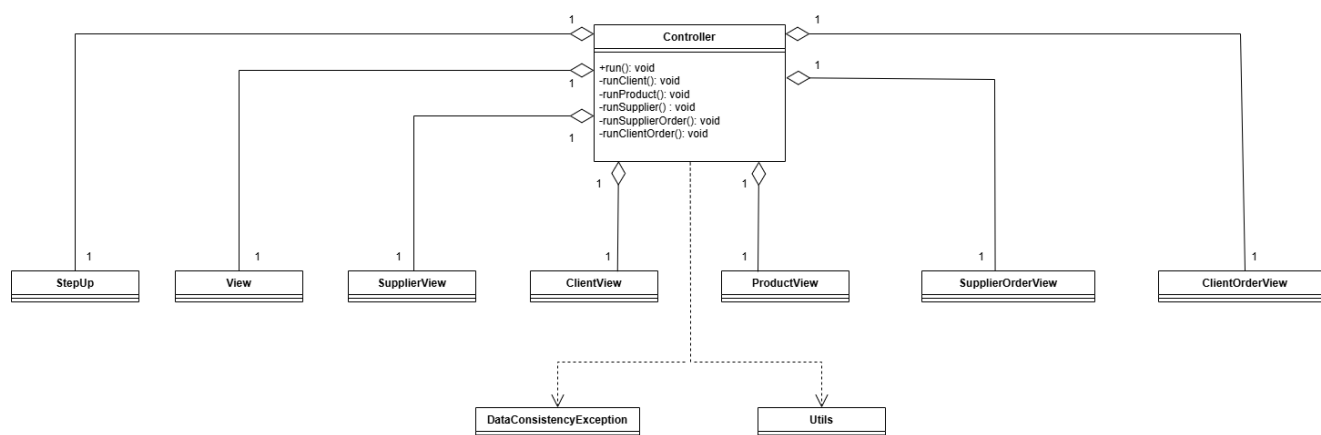 1
1
Controller
+run(): void
1
-runClient(): void
1
-runProduct(): void
-runSupplier() : void
-runSupplierOrder(): void
1
-runClientOrder(): void
1
1
1
1
1
1
1
1
1
StepUp
View
SupplierView
ClientView
ProductView
SupplierOrderView
ClientOrderView
DataConsistencyException
Utils